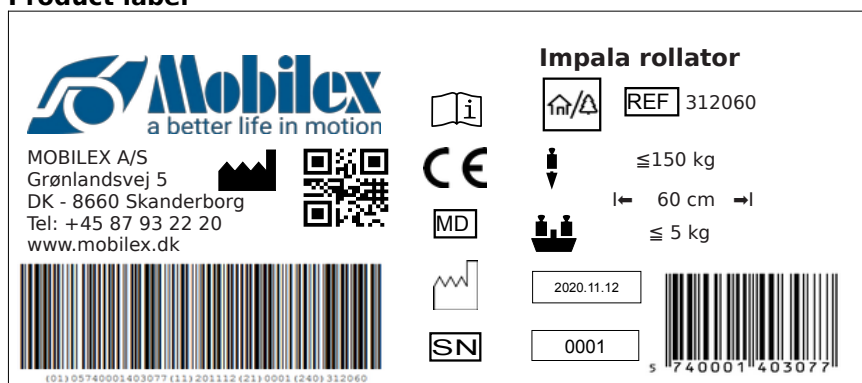 Product label
Mobilex
a better life in motion
MOBILEX A/S
Grønlandsvej 5
DK - 8660 Skanderborg
Tel: +45 87 93 22 20
www.mobilex.dk
(01)05740001403077(11)201112(21)0001(240)312060
i
CE
MD
SN
Impala rollator
REF 312060
≦150 kg
60 cm
≦ 5 kg
2020.11.12
0001
5 740001 403077